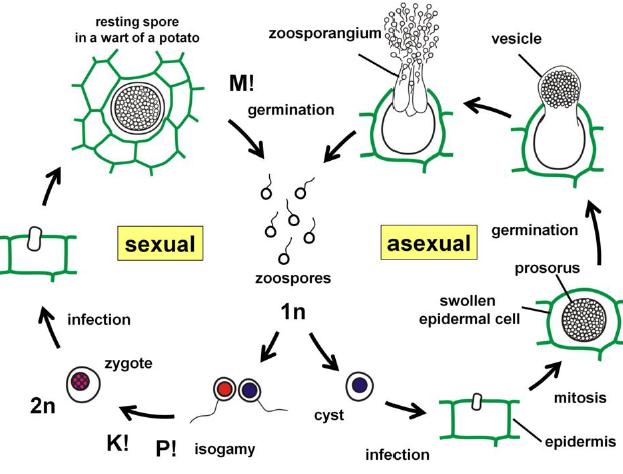 resting spore
in a wart of a potato
zoosporangium
vesicle
M!
germination
sexual
asexual
germination
zoospores
prosorus
swollen
epidermal cell
1n
infection
zygote
2n
cyst
mitosis
K!
P!
isogamy
infection
epidermis